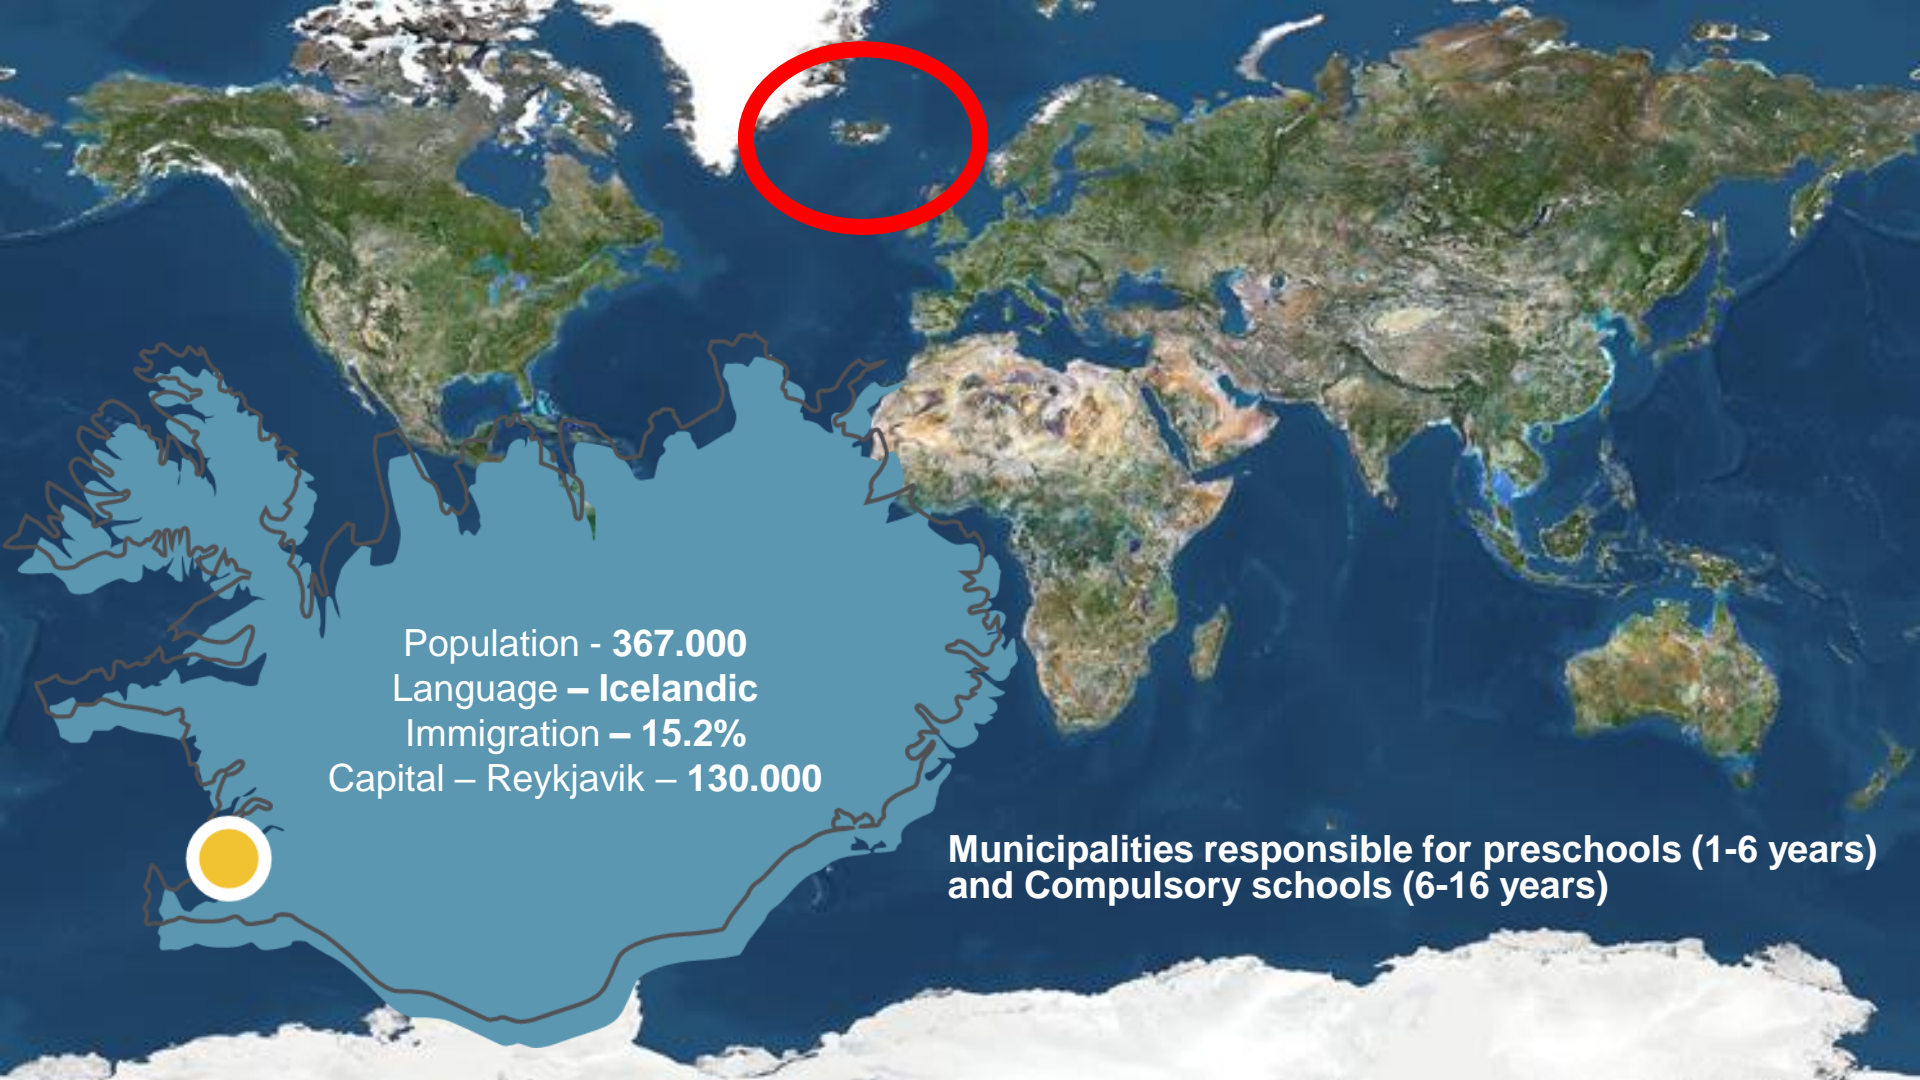 Population - 367.000
Language – Icelandic
Immigration – 15.2%
Capital – Reykjavik – 130.000
Municipalities responsible for preschools (1-6 years)
and Compulsory schools (6-16 years)